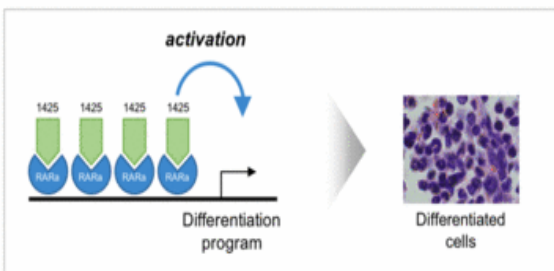 activation
1425 1425 1425 1425
RARa RARa RARa RARa
Differentiation
program
Differentiated
cells